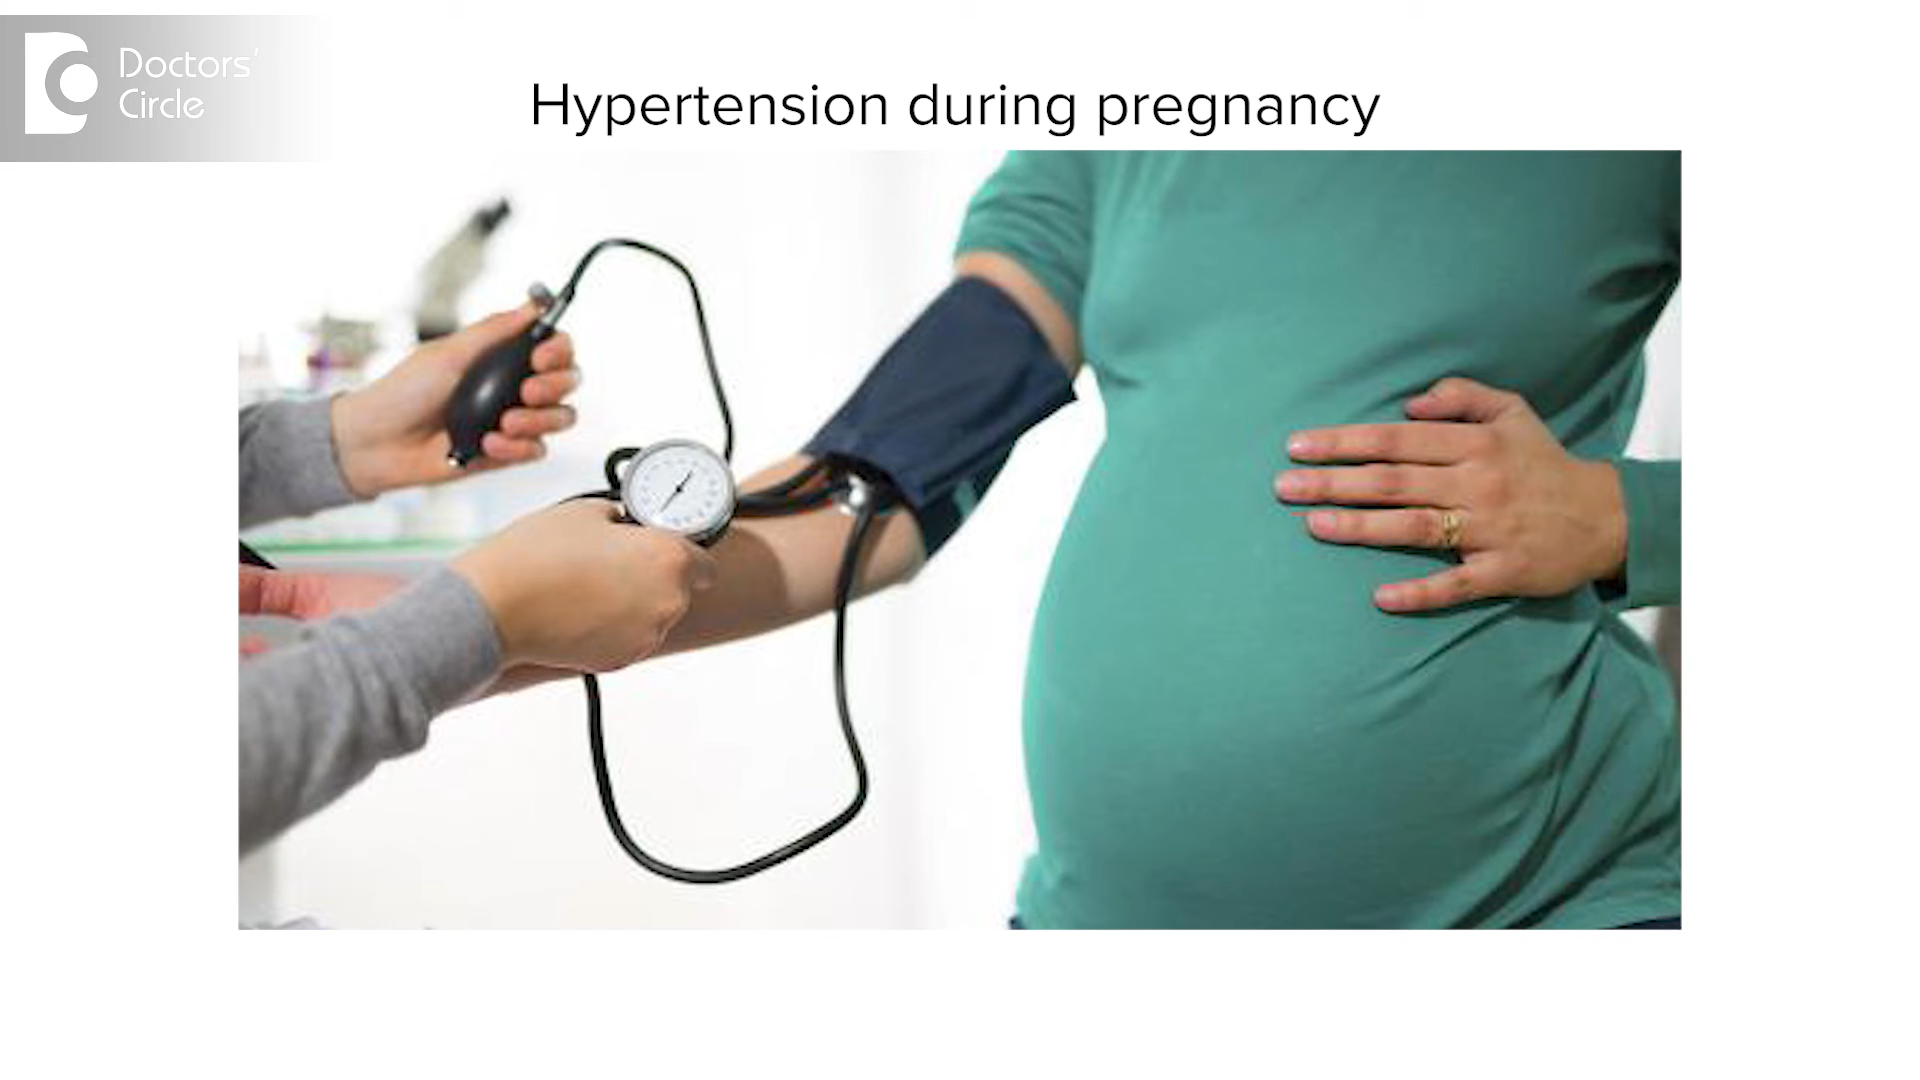 Doctors'
Circle
Hypertension during pregnancy